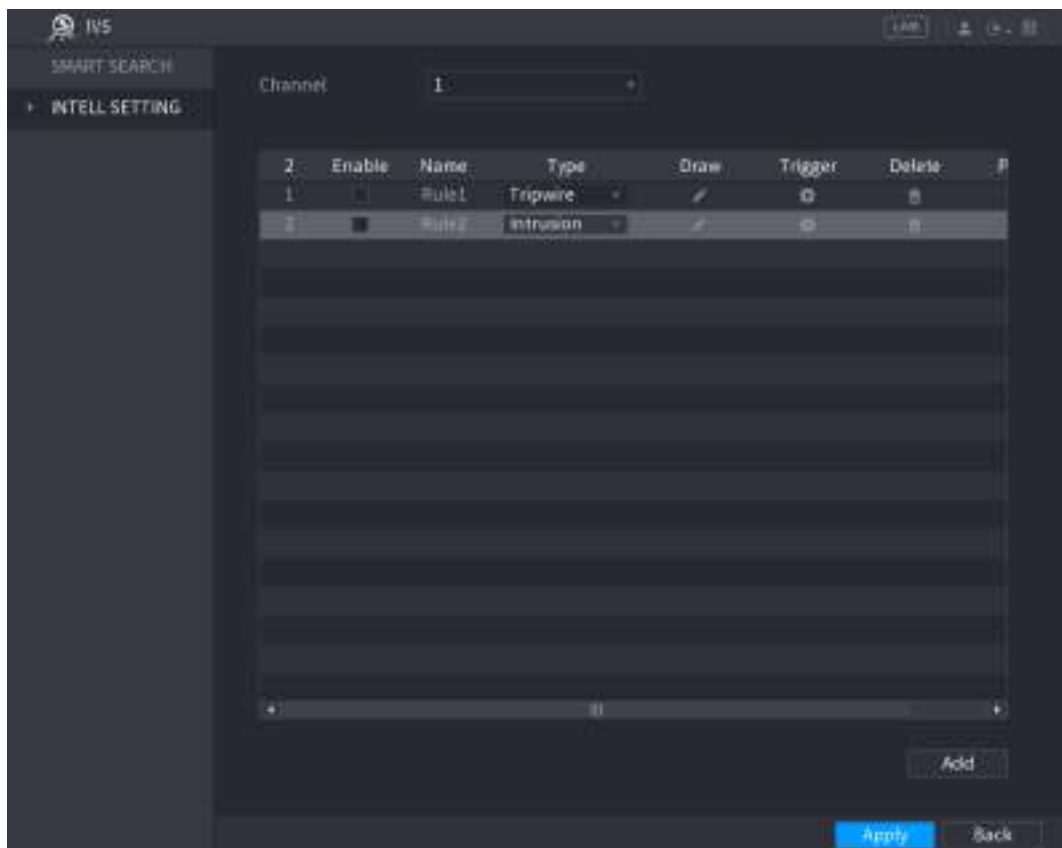 IVS
LIVE
SMART SEARCH
INTELL SETTING
Channel 1
2 Enable Name Type Draw Trigger Delete P
1 Rule1 Tripwire
2 Rule2 Intrusion
Add
Apply Back